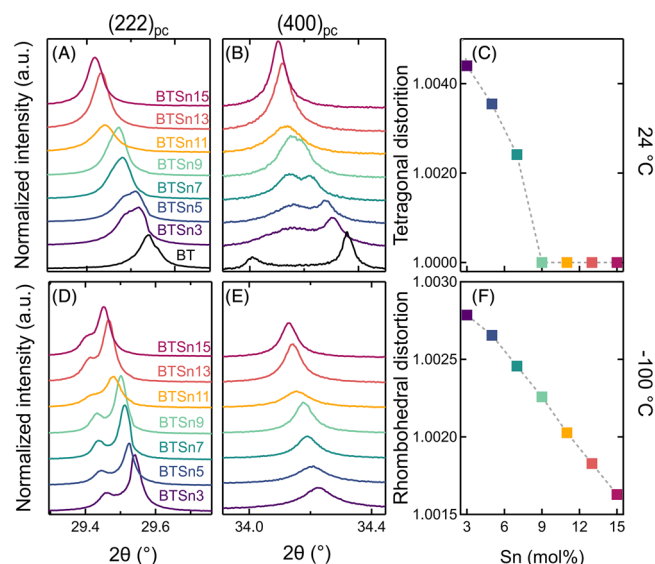 (222)pc
(400)pc
(A)
BTSn15
BTSn13
BTSn11
BTSn9
BTSn7
BTSn5
BTSn3
BT
Normalized intensity (a.u.)
(B)
(C)
Tetragonal distortion
1.0040
1.0020
1.0000
24 °C
(D)
BTSn15
BTSn13
BTSn11
BTSn9
BTSn7
BTSn5
BTSn3
Normalized intensity (a.u.)
29.4
29.6
2θ (°)
(E)
34.0
34.4
2θ (°)
(F)
Rhombohedral distortion
1.0030
1.0025
1.0020
1.0015
3
6
9
12
15
Sn (mol%)
-100 °C